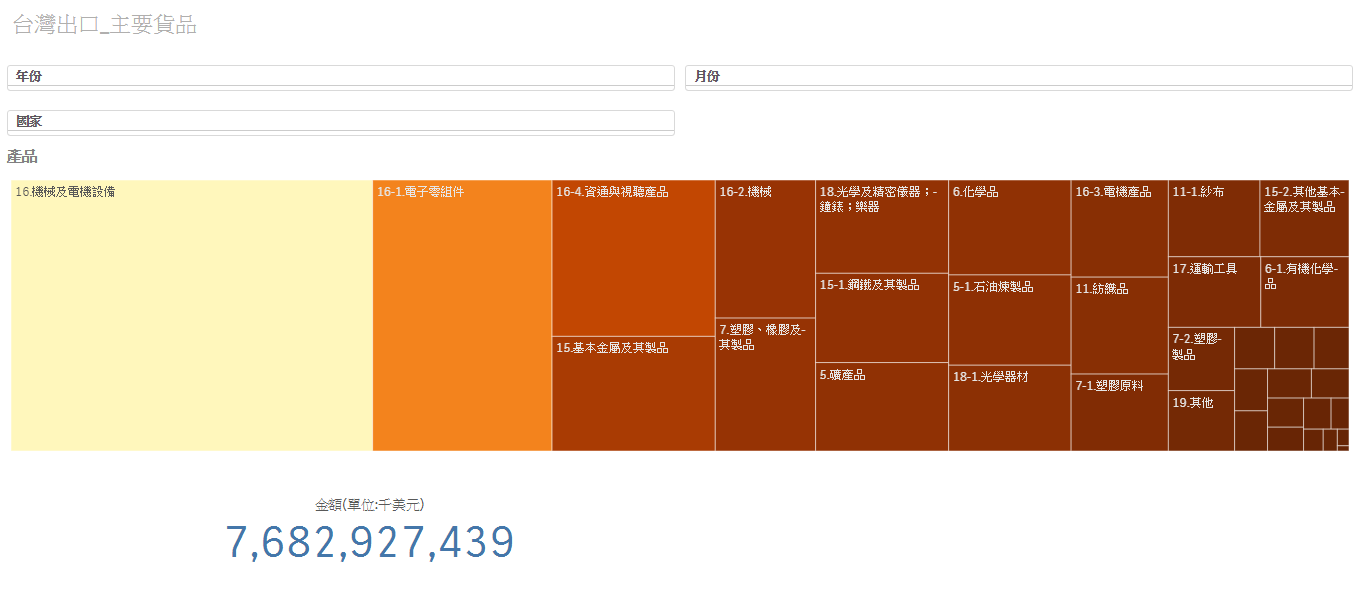 台灣出口_主要貨品
年份
月份
國家
產品
16.機械及電機設備
16-1.電子零組件
16-4.資通與視聽產品
15.基本金屬及其製品
16-2.機械
7.塑膠、橡膠及-
其製品
18.光學及精密儀器；-
鐘錶；樂器
15-1.鋼鐵及其製品
5.礦產品
6.化學品
5-1.石油煉製品
18-1.光學器材
16-3.電機產品
11.紡織品
7-1.塑膠原料
11-1.紗布
15-2.其他基本-
金屬及其製品
17.運輸工具
6-1.有機化學-
品
7-2.塑膠-
製品
19.其他
金額(單位:千美元)
7,682,927,439